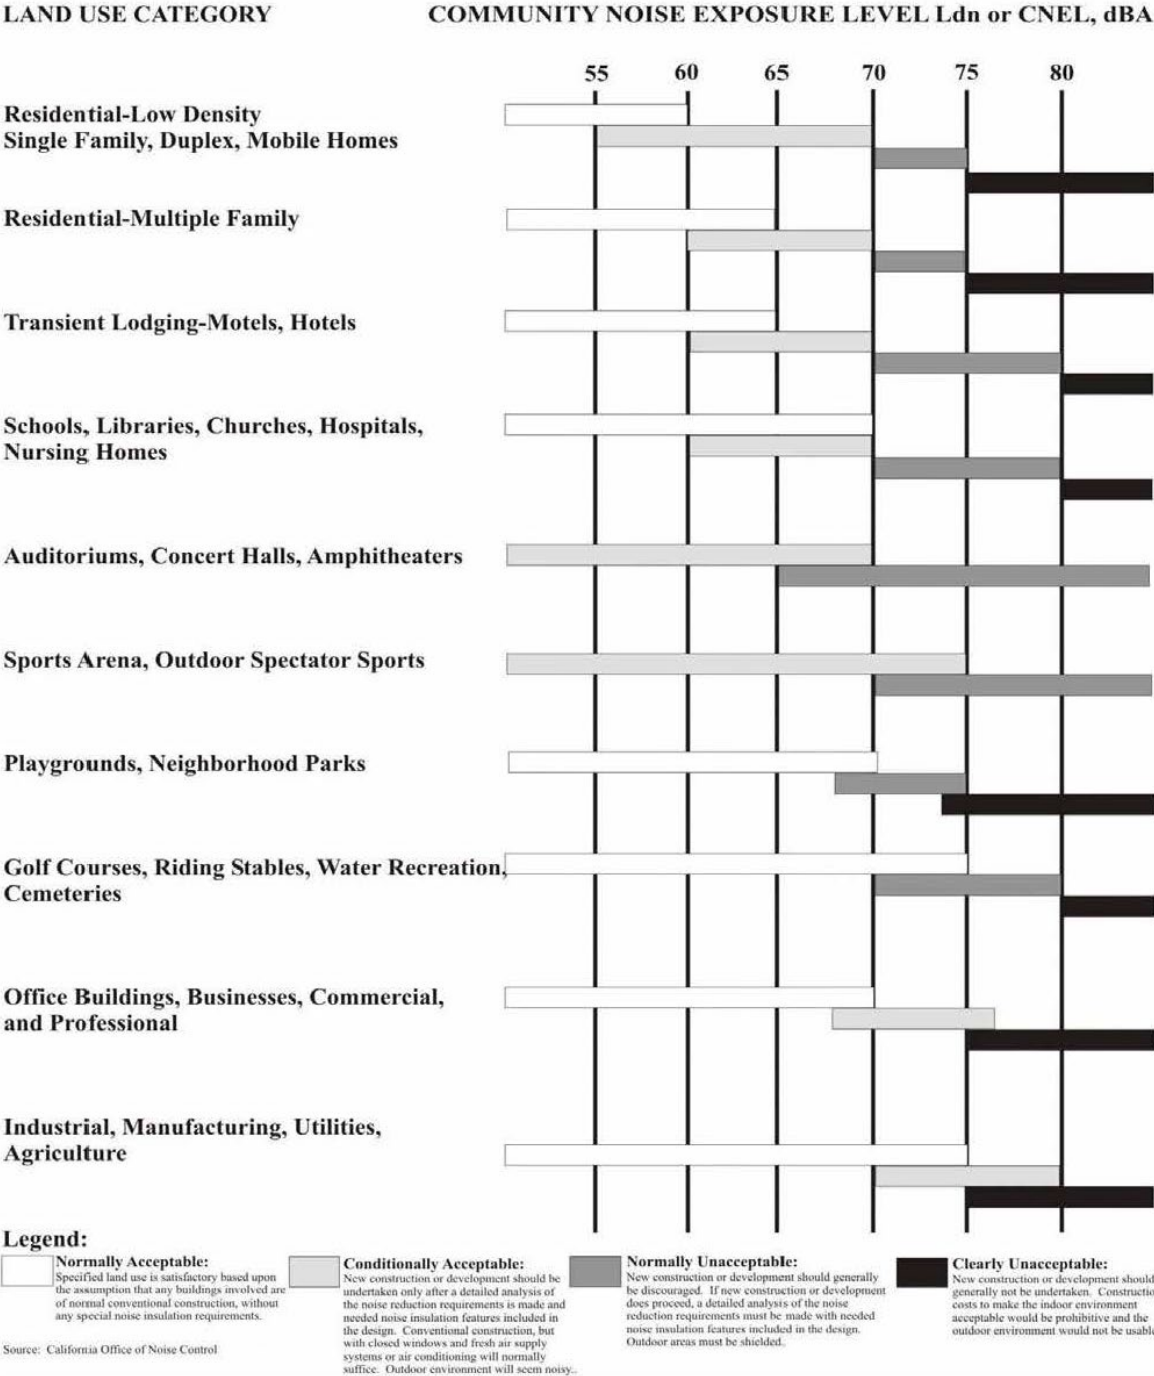 LAND USE CATEGORY
COMMUNITY NOISE EXPOSURE LEVEL Ldn or CNEL, dBA
55 60 65 70 75 80
Residential-Low Density
Single Family, Duplex, Mobile Homes
Residential-Multiple Family
Transient Lodging-Motels, Hotels
Schools, Libraries, Churches, Hospitals,
Nursing Homes
Auditoriums, Concert Halls, Amphitheaters
Sports Arena, Outdoor Spectator Sports
Playgrounds, Neighborhood Parks
Golf Courses, Riding Stables, Water Recreation,
Cemeteries
Office Buildings, Businesses, Commercial,
and Professional
Industrial, Manufacturing, Utilities,
Agriculture
Legend:
Normally Acceptable:
Specified land use is satisfactory based upon
the assumption that any buildings involved are
of normal conventional construction, without
any special noise insulation requirements.
Conditionally Acceptable:
New construction or development should be
undertaken only after a detailed analysis of
the noise reduction requirements is made and
needed noise insulation features included in
the design. Conventional construction, but
with closed windows and fresh air supply
systems or air conditioning will normally
suffice. Outdoor environment will seem noisy..
Normally Unacceptable:
New construction or development should generally
be discouraged. If new construction or development
does proceed, a detailed analysis of the noise
reduction requirements must be made with needed
noise insulation features included in the design.
Outdoor areas must be shielded.
Clearly Unacceptable:
New construction or development should
generally not be undertaken. Constructio
costs to make the indoor environment
acceptable would be prohibitive and the
outdoor environment would not be usable
Source: California Office of Noise Control